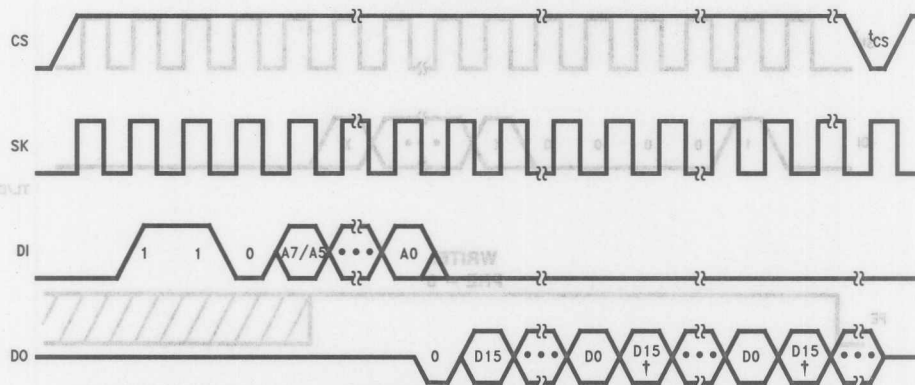 CS tCS
SK
DI 1 1 0 A7/A5 ••• A0
DO 0 D15 ••• D0 D15 † ••• D0 D15 † •••